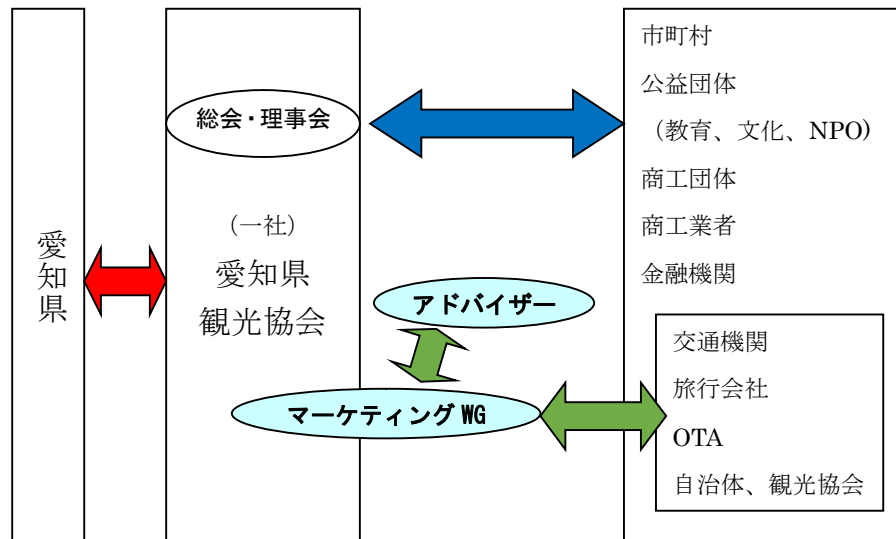 愛知県
総会・理事会
（一社）
愛知県
観光協会
アドバイザー
マーケティング WG
市町村
公益団体
（教育、文化、NPO)
商工団体
商工業者
金融機関
交通機関
旅行会社
OTA
自治体、観光協会